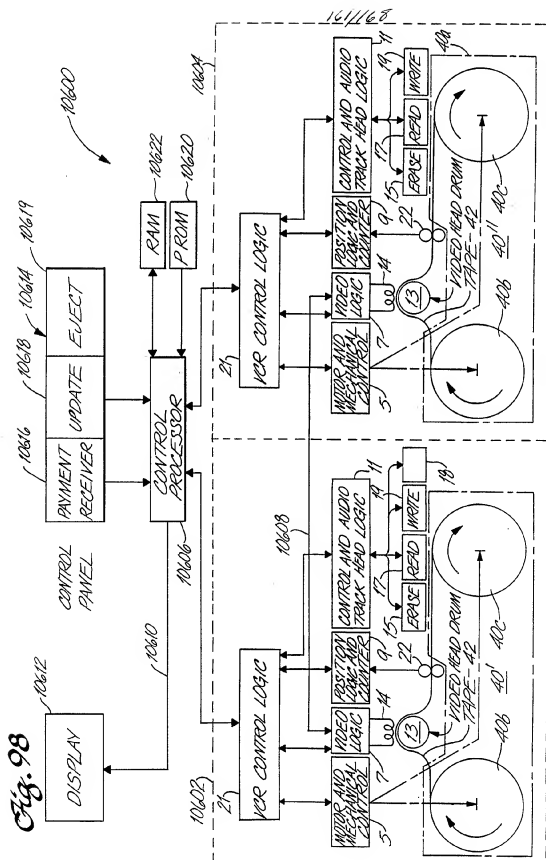 161/168
Fig. 98
10600
10612
DISPLAY
10610
CONTROL PANEL
10616
10618
10614
10619
PAYMENT RECEIVER
UPDATE
EJECT
CONTROL PROCESSOR
10606
RAM
10622
PROM
10620
10602
21
VCR CONTROL LOGIC
10608
MOTOR AND MECHANICAL CONTROL
VIDEO LOGIC
POSITION LOGIC AND COUNTER
CONTROL AND AUDIO TRACK HEAD LOGIC
5
7
9
11
14
22
15
ERASE
17
READ
19
WRITE
18
13
VIDEO HEAD DRUM
TAPE-42
40b
40'
40c
10604
21
VCR CONTROL LOGIC
MOTOR AND MECHANICAL CONTROL
VIDEO LOGIC
POSITION LOGIC AND COUNTER
CONTROL AND AUDIO TRACK HEAD LOGIC
5
7
9
11
14
22
15
ERASE
17
READ
19
WRITE
40a
13
VIDEO HEAD DRUM
TAPE-42
40b
40"
40c